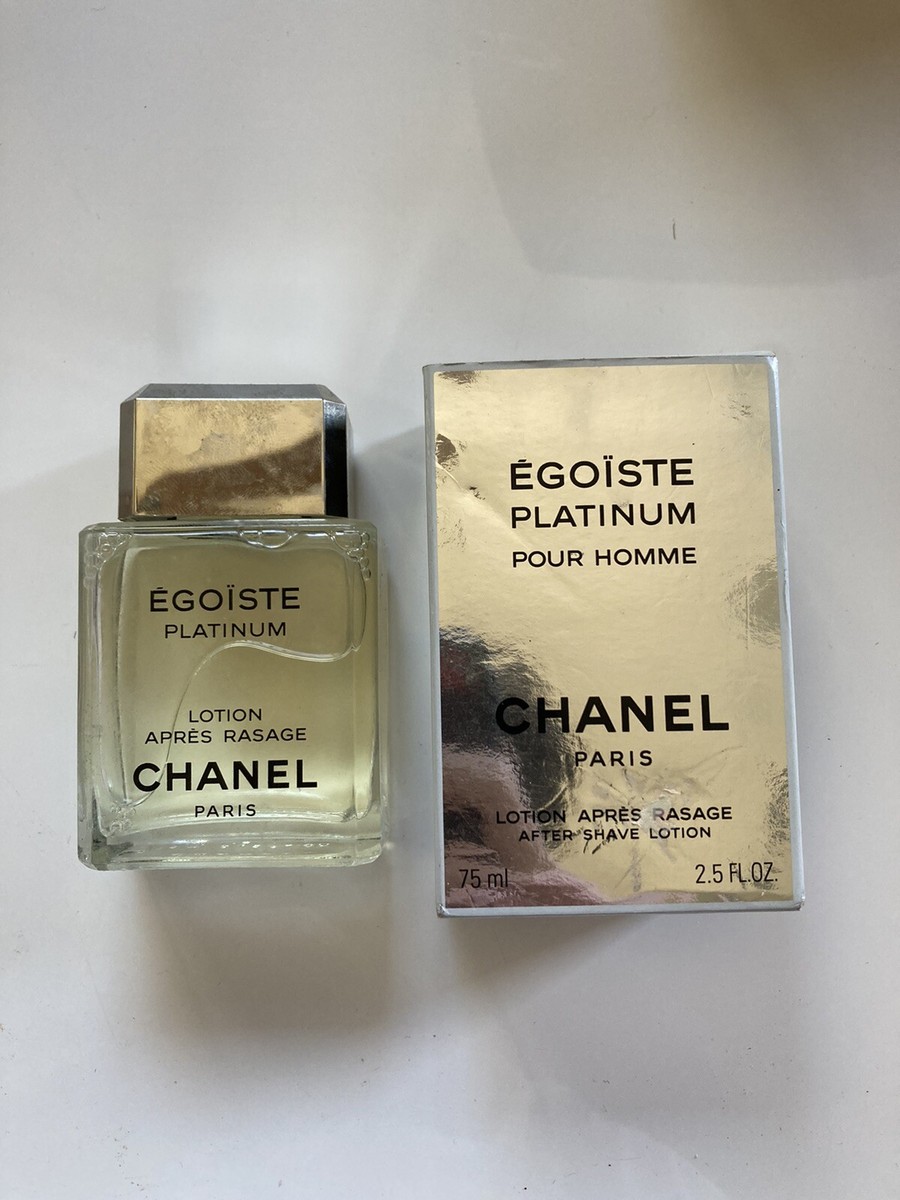 ÉGOÏSTE
PLATINUM
LOTION
APRÈS RASAGE
CHANEL
PARIS
ÉGOÏSTE
PLATINUM
POUR HOMME
CHANEL
PARIS
LOTION APRÈS RASAGE
AFTER SHAVE LOTION
75 ml 2.5 FL.OZ.